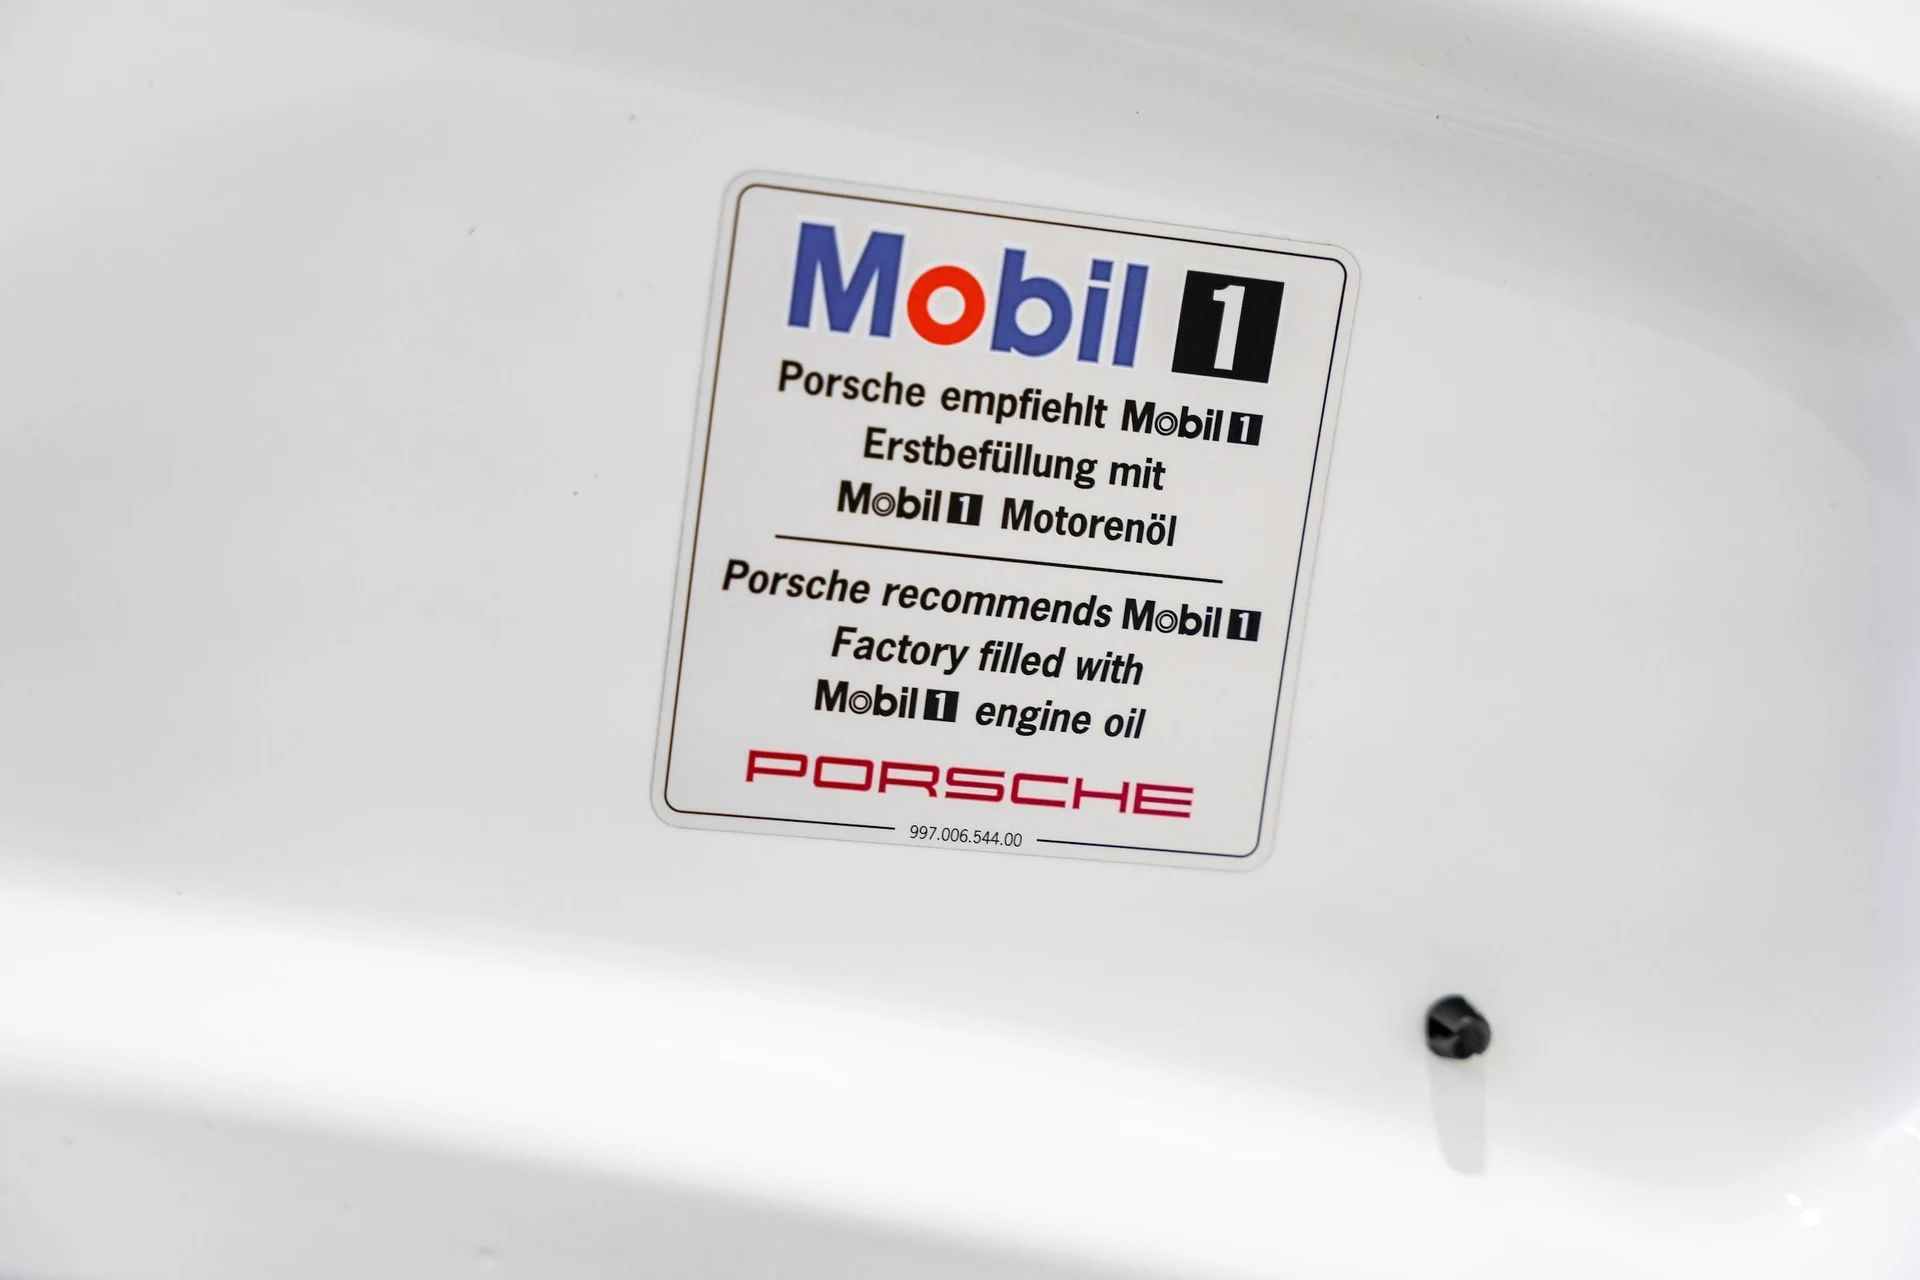 Mobil 1
Porsche empfiehlt Mobil 1
Erstbefüllung mit
Mobil 1 Motorenöl
Porsche recommends Mobil 1
Factory filled with
Mobil 1 engine oil
PORSCHE
997.006.544.00